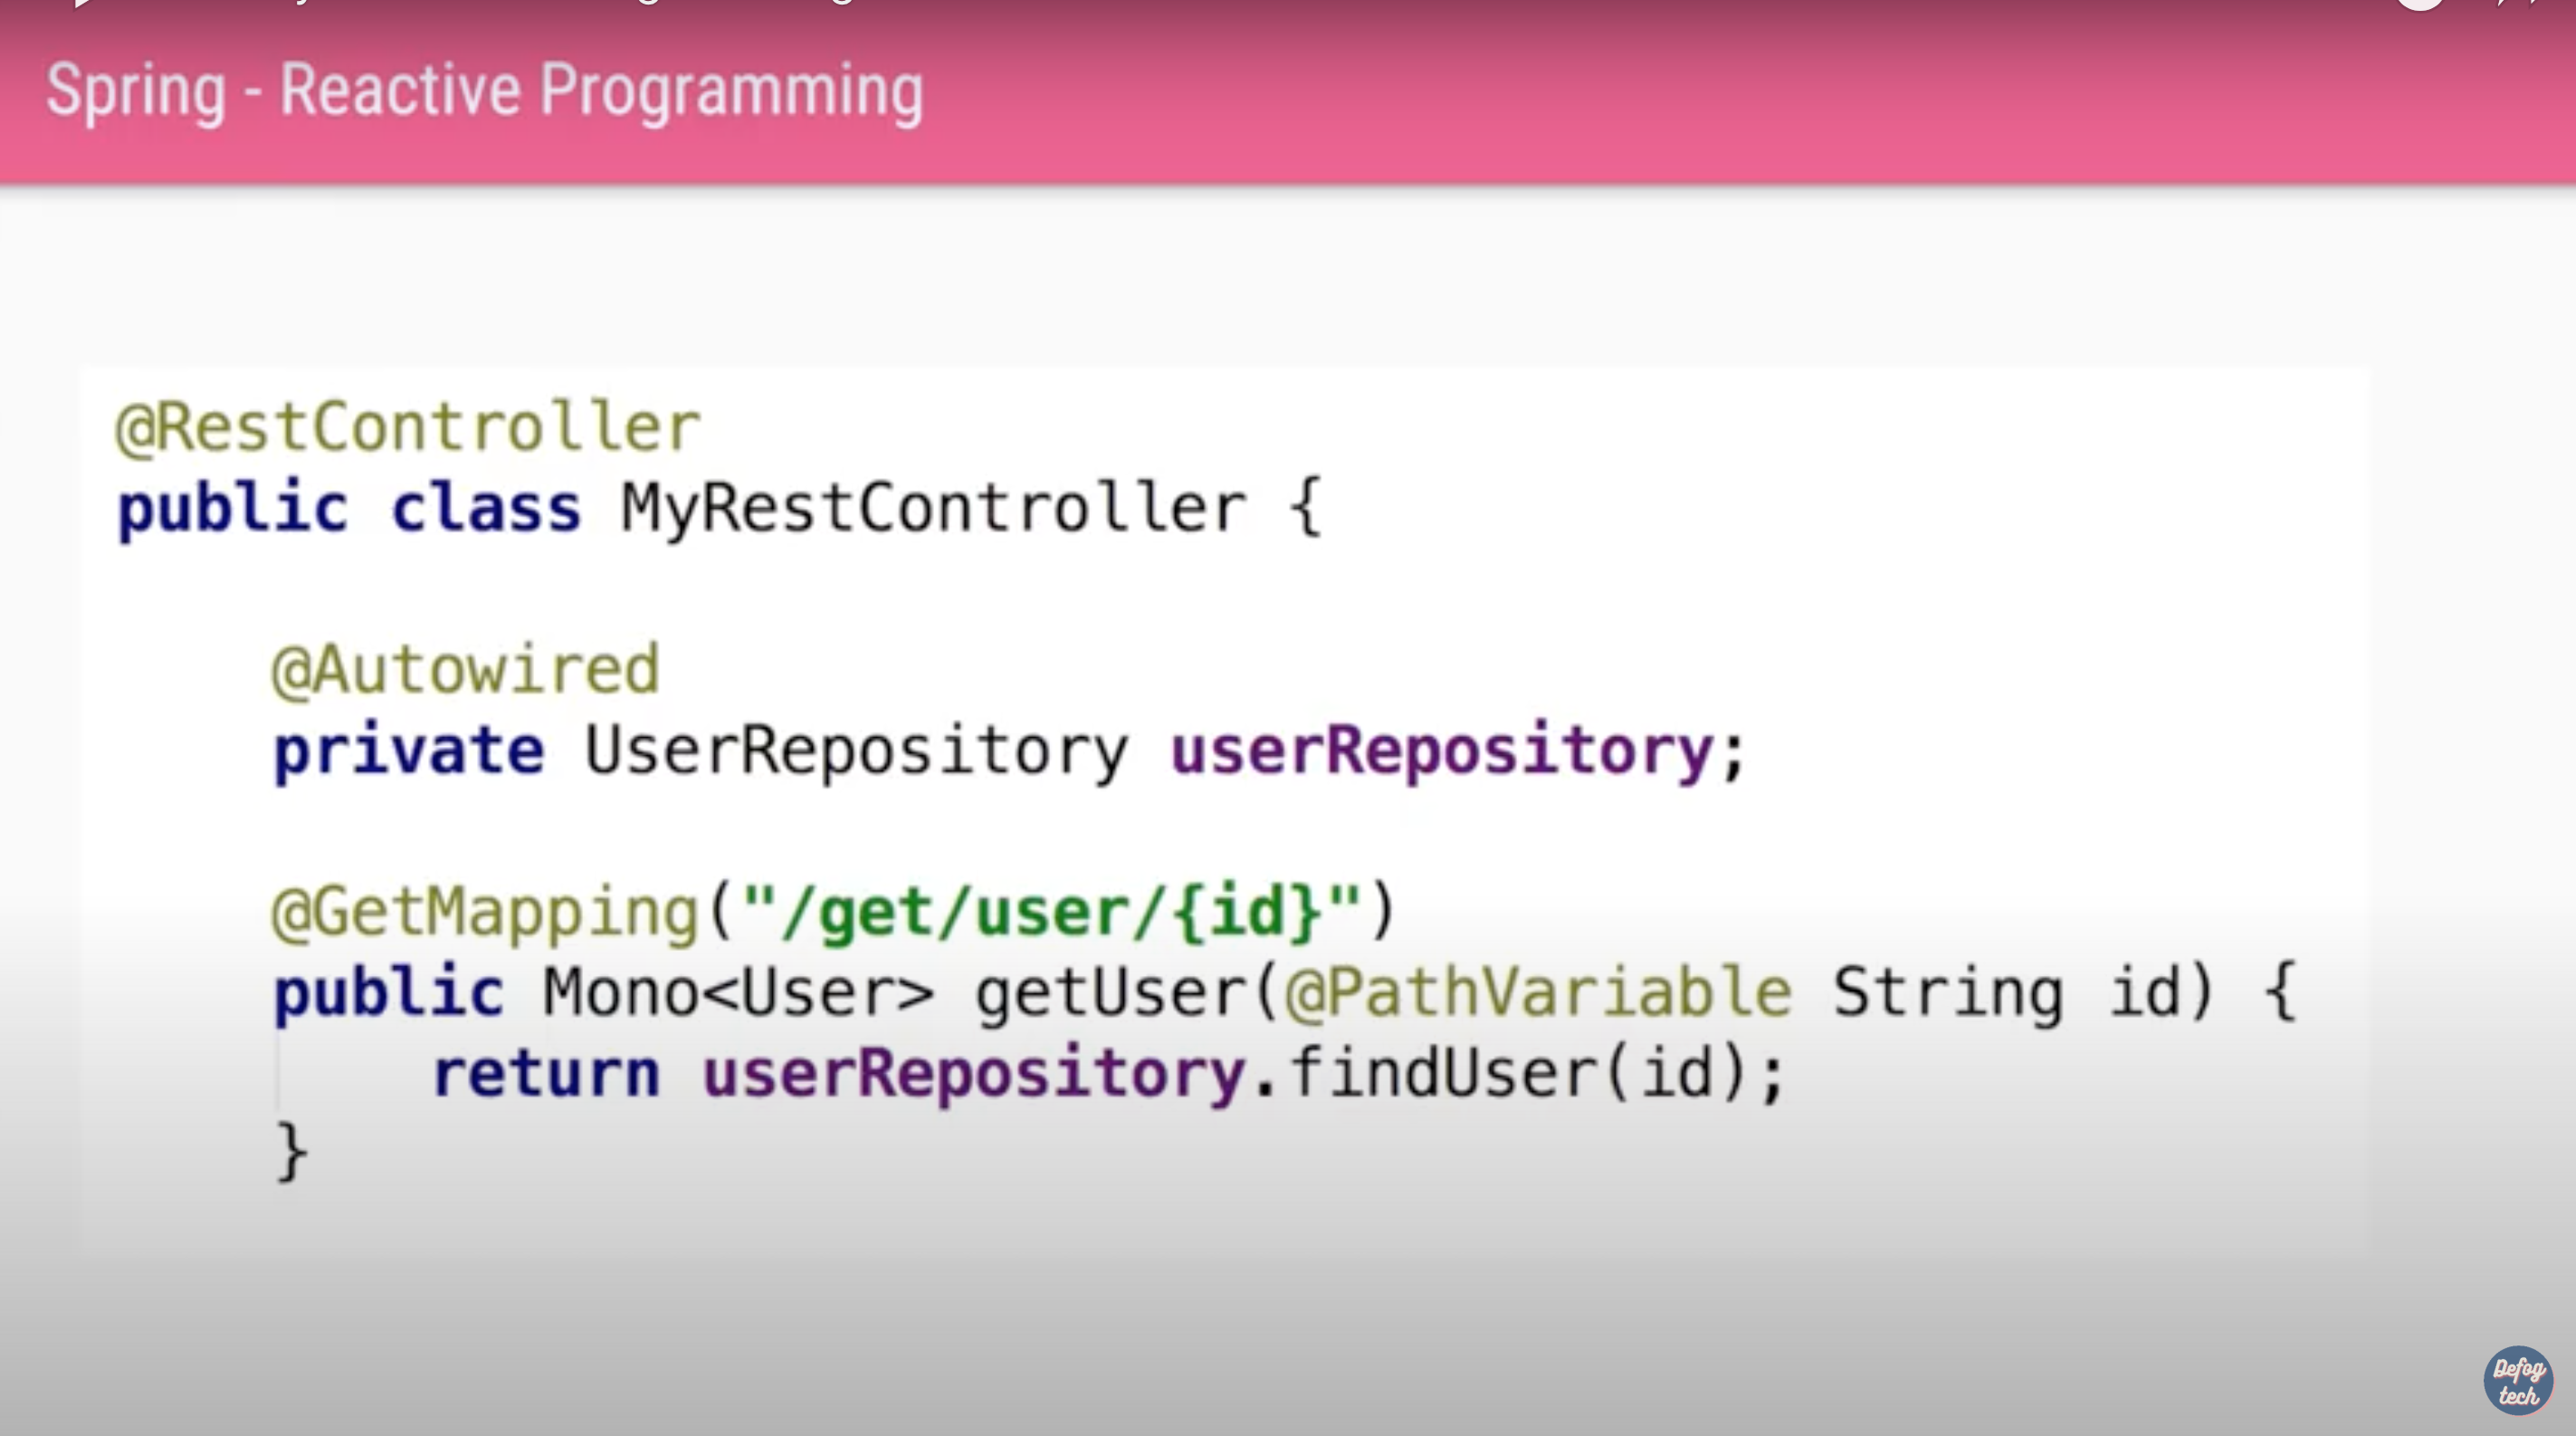 Spring - Reactive Programming
@RestController
public class MyRestController {
@Autowired
private UserRepository userRepository;
@GetMapping("/get/user/{id}")
public Mono<User> getUser(@PathVariable String id) {
return userRepository.findUser(id);
}
Defog
tech